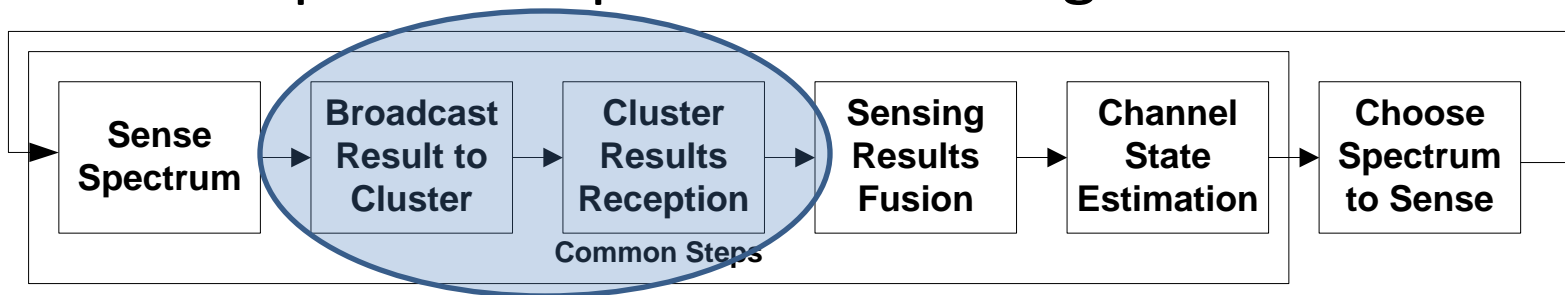 Sense
Spectrum
Broadcast
Result to
Cluster
Cluster
Results
Reception
Sensing
Results
Fusion
Channel
State
Estimation
Choose
Spectrum
to Sense
Common Steps